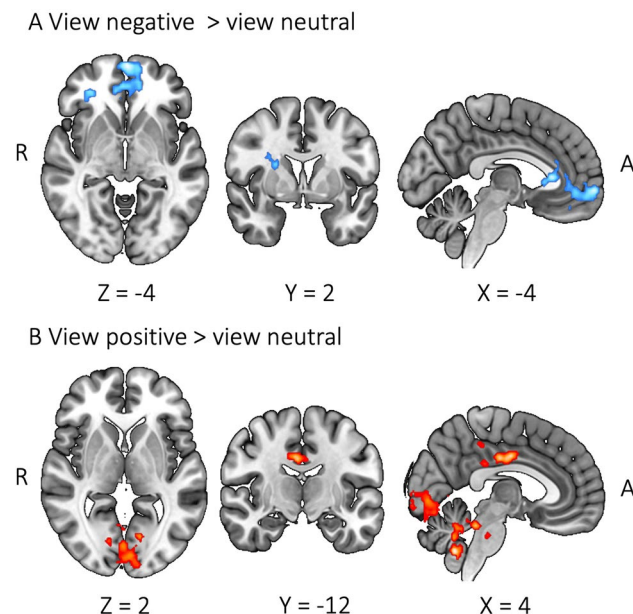 A View negative > view neutral
R
A
Z = -4
Y = 2
X = -4
B View positive > view neutral
R
A
Z = 2
Y = -12
X = 4